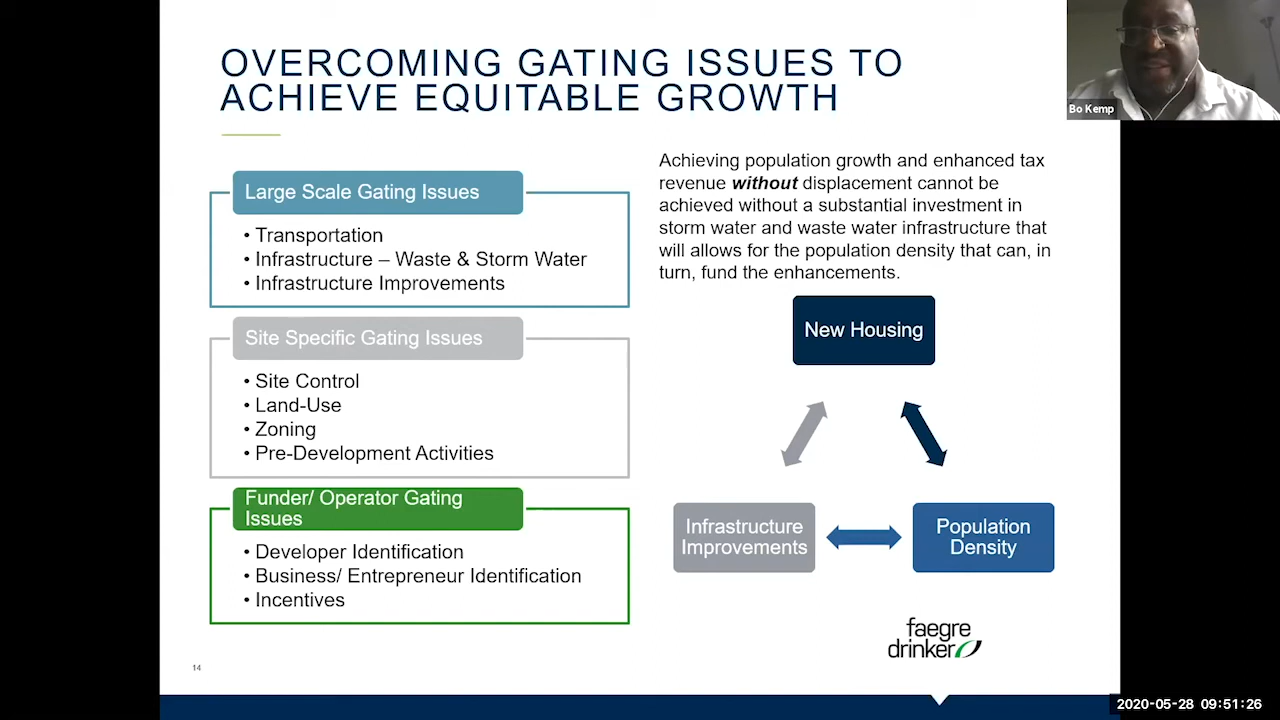 OVERCOMING GATING ISSUES TO
ACHIEVE EQUITABLE GROWTH
Bo Kemp
Large Scale Gating Issues
• Transportation
• Infrastructure – Waste & Storm Water
• Infrastructure Improvements
Site Specific Gating Issues
• Site Control
• Land-Use
• Zoning
• Pre-Development Activities
Funder/ Operator Gating
Issues
• Developer Identification
• Business/ Entrepreneur Identification
• Incentives
Achieving population growth and enhanced tax
revenue without displacement cannot be
achieved without a substantial investment in
storm water and waste water infrastructure that
will allows for the population density that can, in
turn, fund the enhancements.
New Housing
Infrastructure
Improvements
Population
Density
faegre
drinker
14
2020-05-28 09:51:26